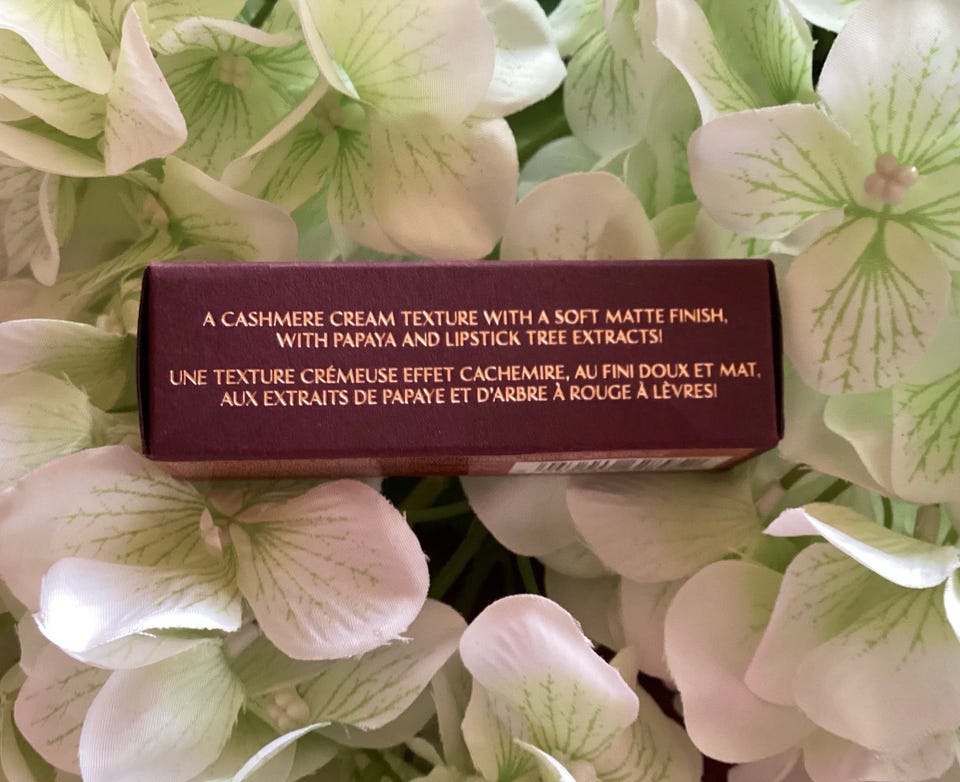 A CASHMERE CREAM TEXTURE WITH A SOFT MATTE FINISH,
WITH PAPAYA AND LIPSTICK TREE EXTRACTS!
UNE TEXTURE CRÉMEUSE EFFET CACHEMIRE, AU FINI DOUX ET MAT,
AUX EXTRAITS DE PAPAYE ET D'ARBRE À ROUGE À LÈVRES!